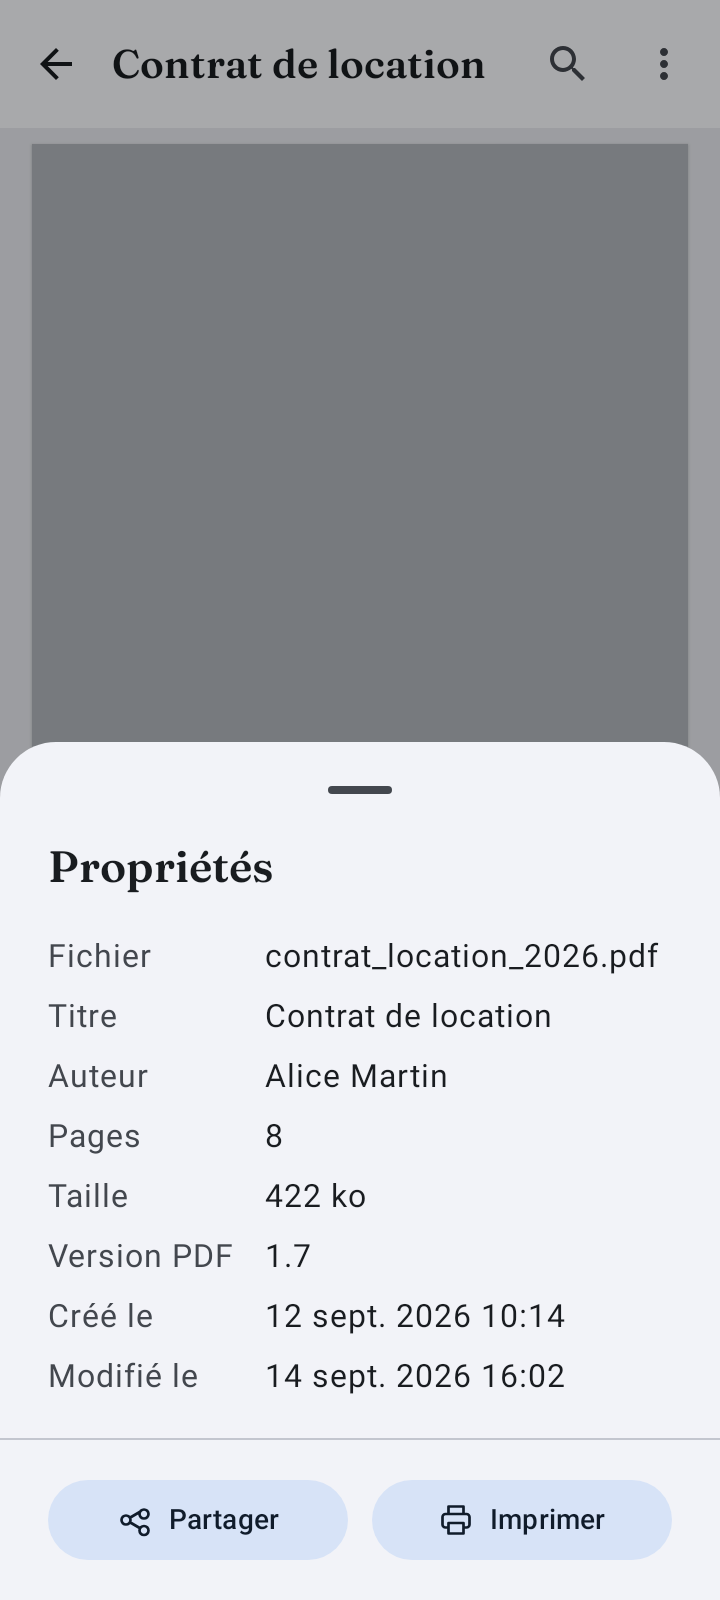 Contrat de location
Propriétés
Fichier contrat_location_2026.pdf
Titre Contrat de location
Auteur Alice Martin
Pages 8
Taille 422 ko
Version PDF 1.7
Créé le 12 sept. 2026 10:14
Modifié le 14 sept. 2026 16:02
Partager Imprimer